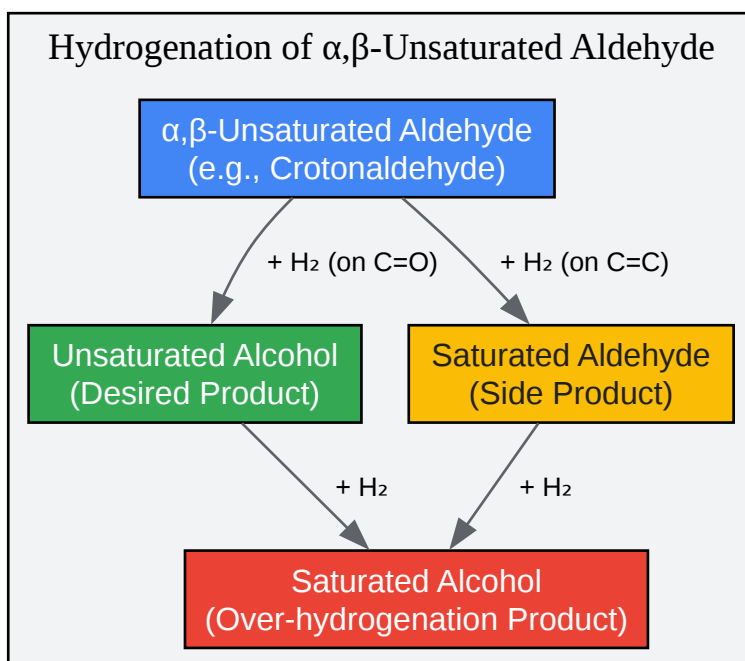 Hydrogenation of α,β-Unsaturated Aldehyde
α,β-Unsaturated Aldehyde
(e.g., Crotonaldehyde)
+ H₂ (on C=O)
+ H₂ (on C=C)
Unsaturated Alcohol
(Desired Product)
Saturated Aldehyde
(Side Product)
+ H₂
+ H₂
Saturated Alcohol
(Over-hydrogenation Product)